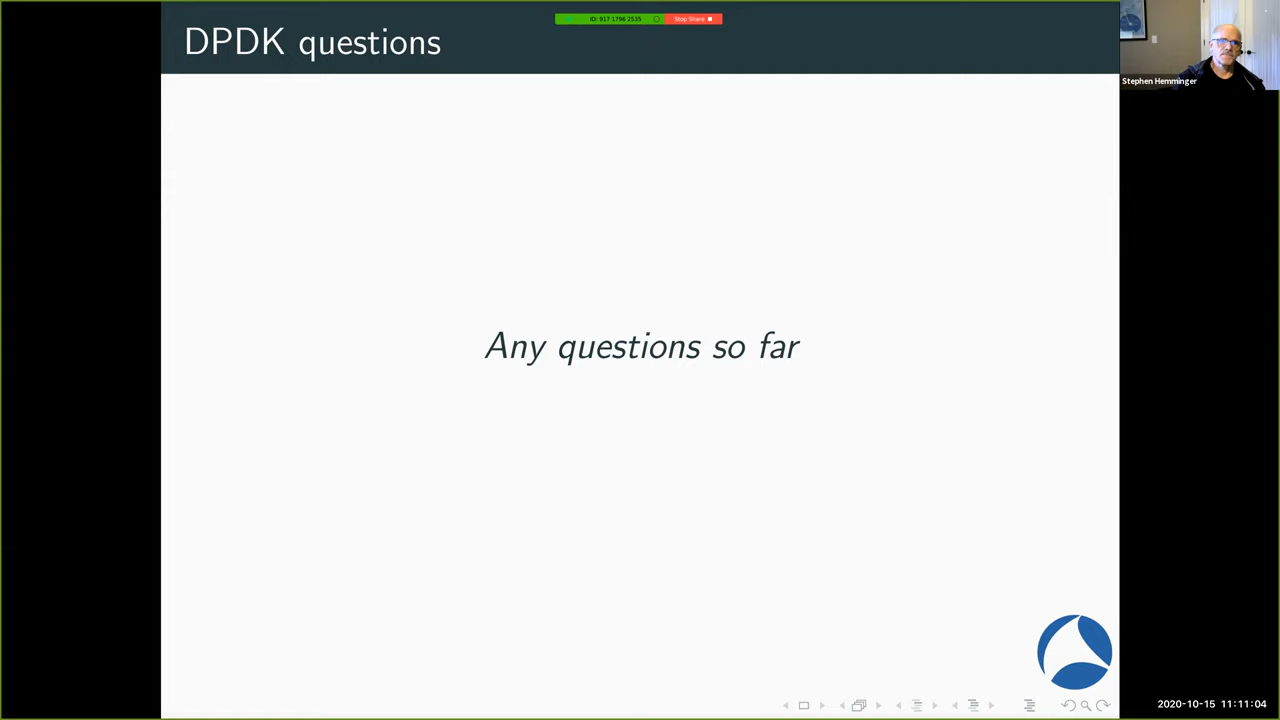 DPDK questions
ID: 917 1796 2535
Stop Share
Stephen Hemminger
Any questions so far
2020-10-15 11:11:04